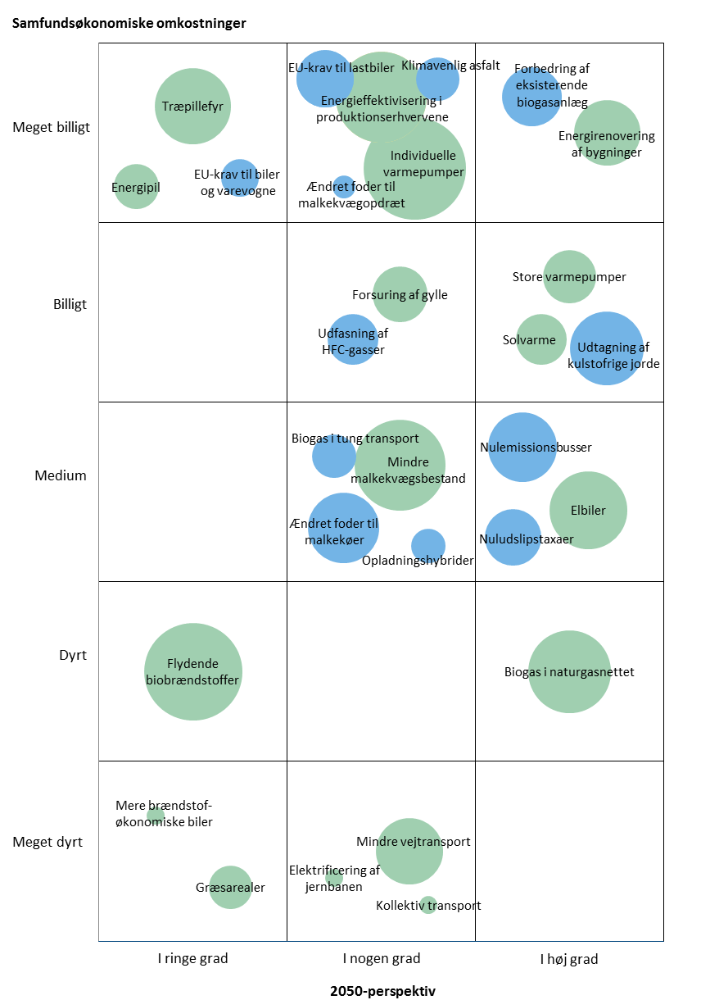 Samfundsøkonomiske omkostninger
Meget billigt
Træpillefyr
Energipil
EU-krav til biler
og varevogne
EU-krav til lastbiler
Klimavenlig asfalt
Energieffektivisering i
produktionserhvervene
Individuelle
varmepumper
Ændret foder til
malkekvægopdræt
Forbedring af
eksisterende
biogasanlæg
Energirenovering
af bygninger
Billigt
Forsuring af gylle
Udfasning af
HFC-gasser
Store varmepumper
Solvarme
Udtagning af
kulstofrige jorde
Medium
Biogas i tung transport
Mindre
malkekvægsbestand
Ændret foder til
malkekøer
Opladningshybrider
Nulemissionsbusser
Elbiler
Nuludslipstaxaer
Dyrt
Flydende
biobrændstoffer
Biogas i naturgasnettet
Meget dyrt
Mere brændstof-
økonomiske biler
Græsarealer
Mindre vejtransport
Elektrificering af
jernbanen
Kollektiv transport
I ringe grad
I nogen grad
I høj grad
2050-perspektiv